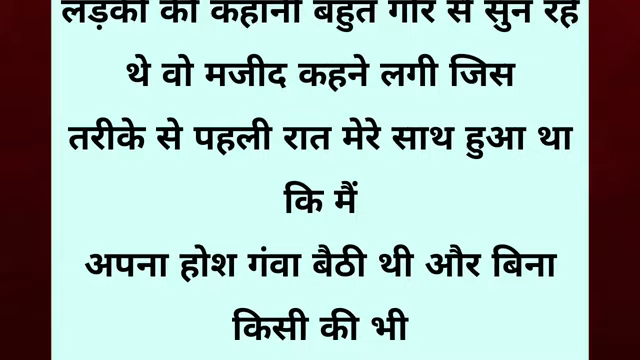 लड़की की कहानी बहुत गौर से सुन रहे
थे वो मजीद कहने लगी जिस
तरीके से पहली रात मेरे साथ हुआ था
कि मैं
अपना होश गंवा बैठी थी और बिना
किसी की भी